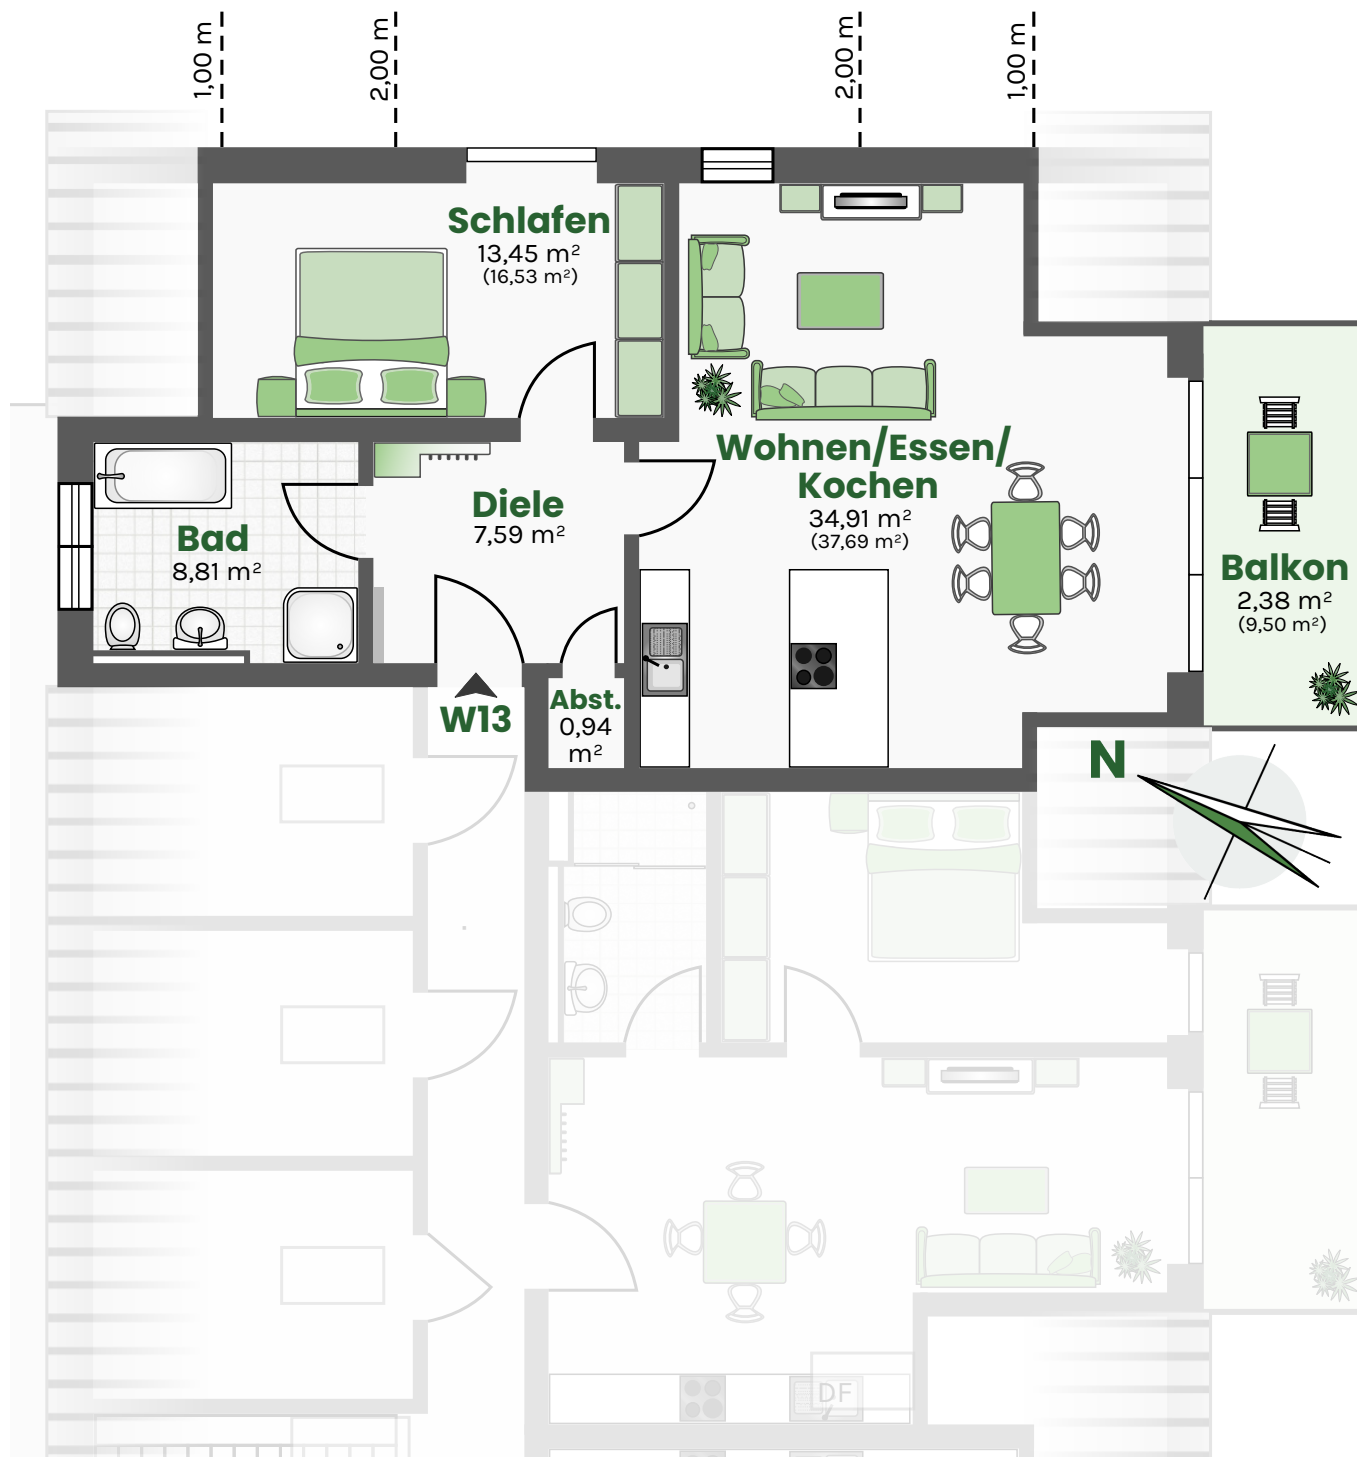 1,00 m
2,00 m
2,00 m
1,00 m
Schlafen
13,45 m²
(16,53 m²)
Wohnen/Essen/
Kochen
34,91 m²
(37,69 m²)
Diele
7,59 m²
Bad
8,81 m²
Balkon
2,38 m²
(9,50 m²)
Abst.
0,94
m²
W13
N
DF